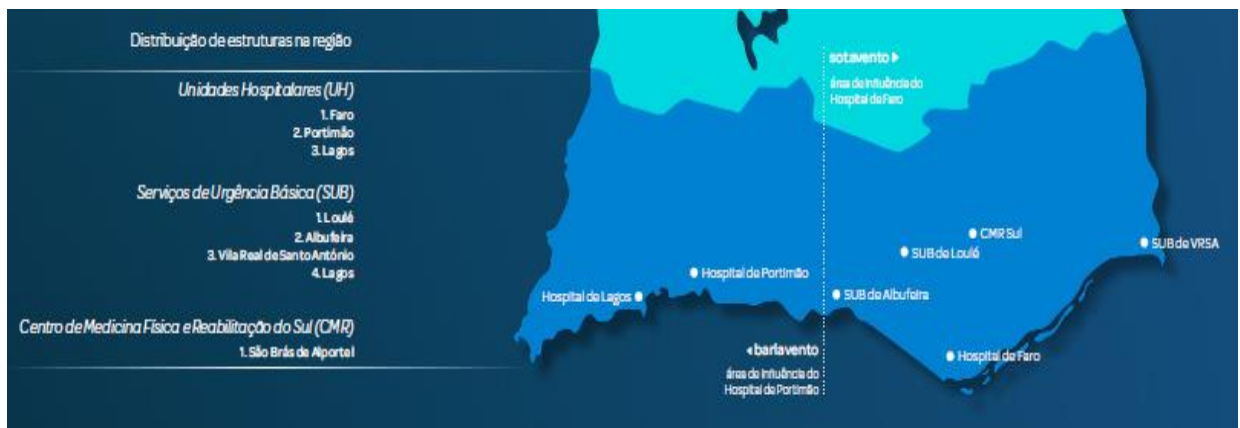 Distribuição de estruturas na região
Unidades Hospitalares (UH)
1. Faro
2. Portimão
3. Lagos
Serviços de Urgência Básica (SUB)
1. Loulé
2. Albufeira
3. Vila Real de Santo António
4. Lagos
Centro de Medicina Física e Reabilitação do Sul (CMR)
1. São Brás de Alportel
sotavento
área de influência do
Hospital de Faro
CMR Sul
SUB de VRSA
SUB de Loulé
Hospital de Portimão
Hospital de Lagos
SUB de Albufeira
barlavento
área de influência do
Hospital de Portimão
Hospital de Faro